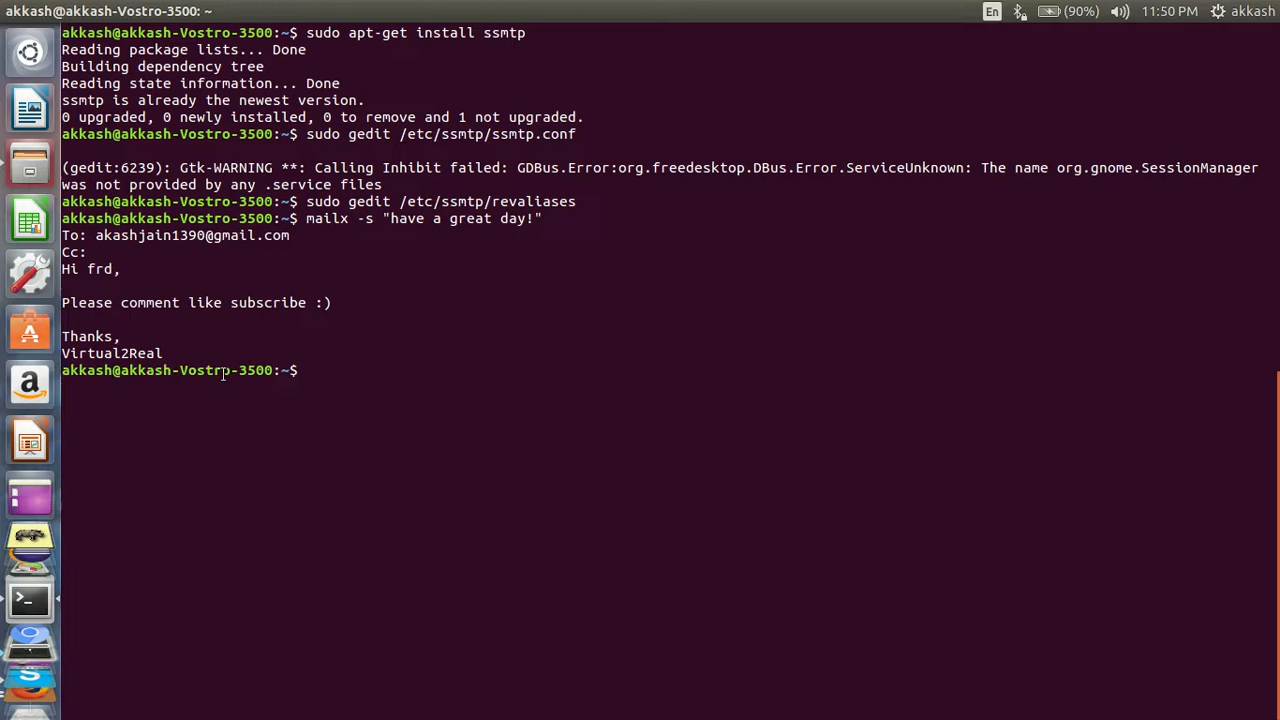 akkash@akkash-Vostro-3500: ~
En
(90%)
11:50 PM
akkash
akkash@akkash-Vostro-3500:~$ sudo apt-get install ssmtp
Reading package lists... Done
Building dependency tree
Reading state information... Done
ssmtp is already the newest version.
0 upgraded, 0 newly installed, 0 to remove and 1 not upgraded.
akkash@akkash-Vostro-3500:~$ sudo gedit /etc/ssmtp/ssmtp.conf
(gedit:6239): Gtk-WARNING **: Calling Inhibit failed: GDBus.Error:org.freedesktop.DBus.Error.ServiceUnknown: The name org.gnome.SessionManager
was not provided by any .service files
akkash@akkash-Vostro-3500:~$ sudo gedit /etc/ssmtp/revaliases
akkash@akkash-Vostro-3500:~$ mailx -s "have a great day!"
To: akashjain1390@gmail.com
Cc:
Hi frd,
Please comment like subscribe :)
Thanks,
Virtual2Real
akkash@akkash-Vostro-3500:~$